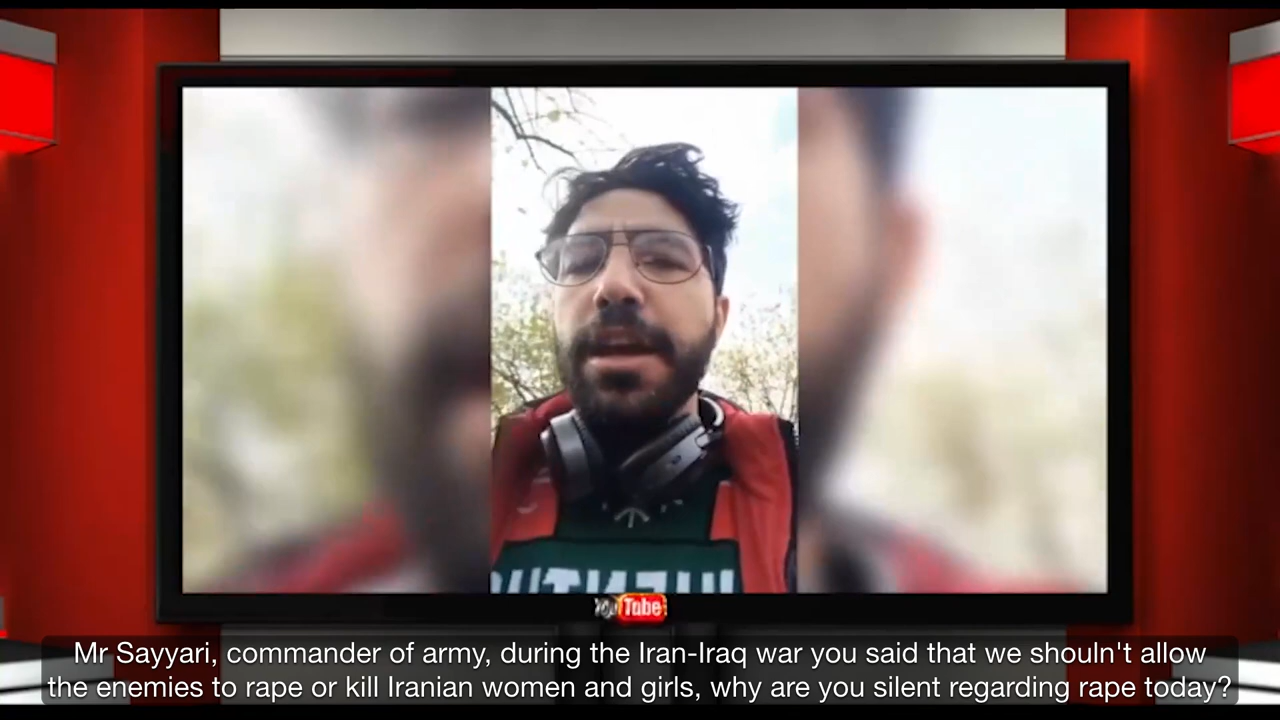 YouTube
Mr Sayyari, commander of army, during the Iran-Iraq war you said that we shouln't allow
the enemies to rape or kill Iranian women and girls, why are you silent regarding rape today?